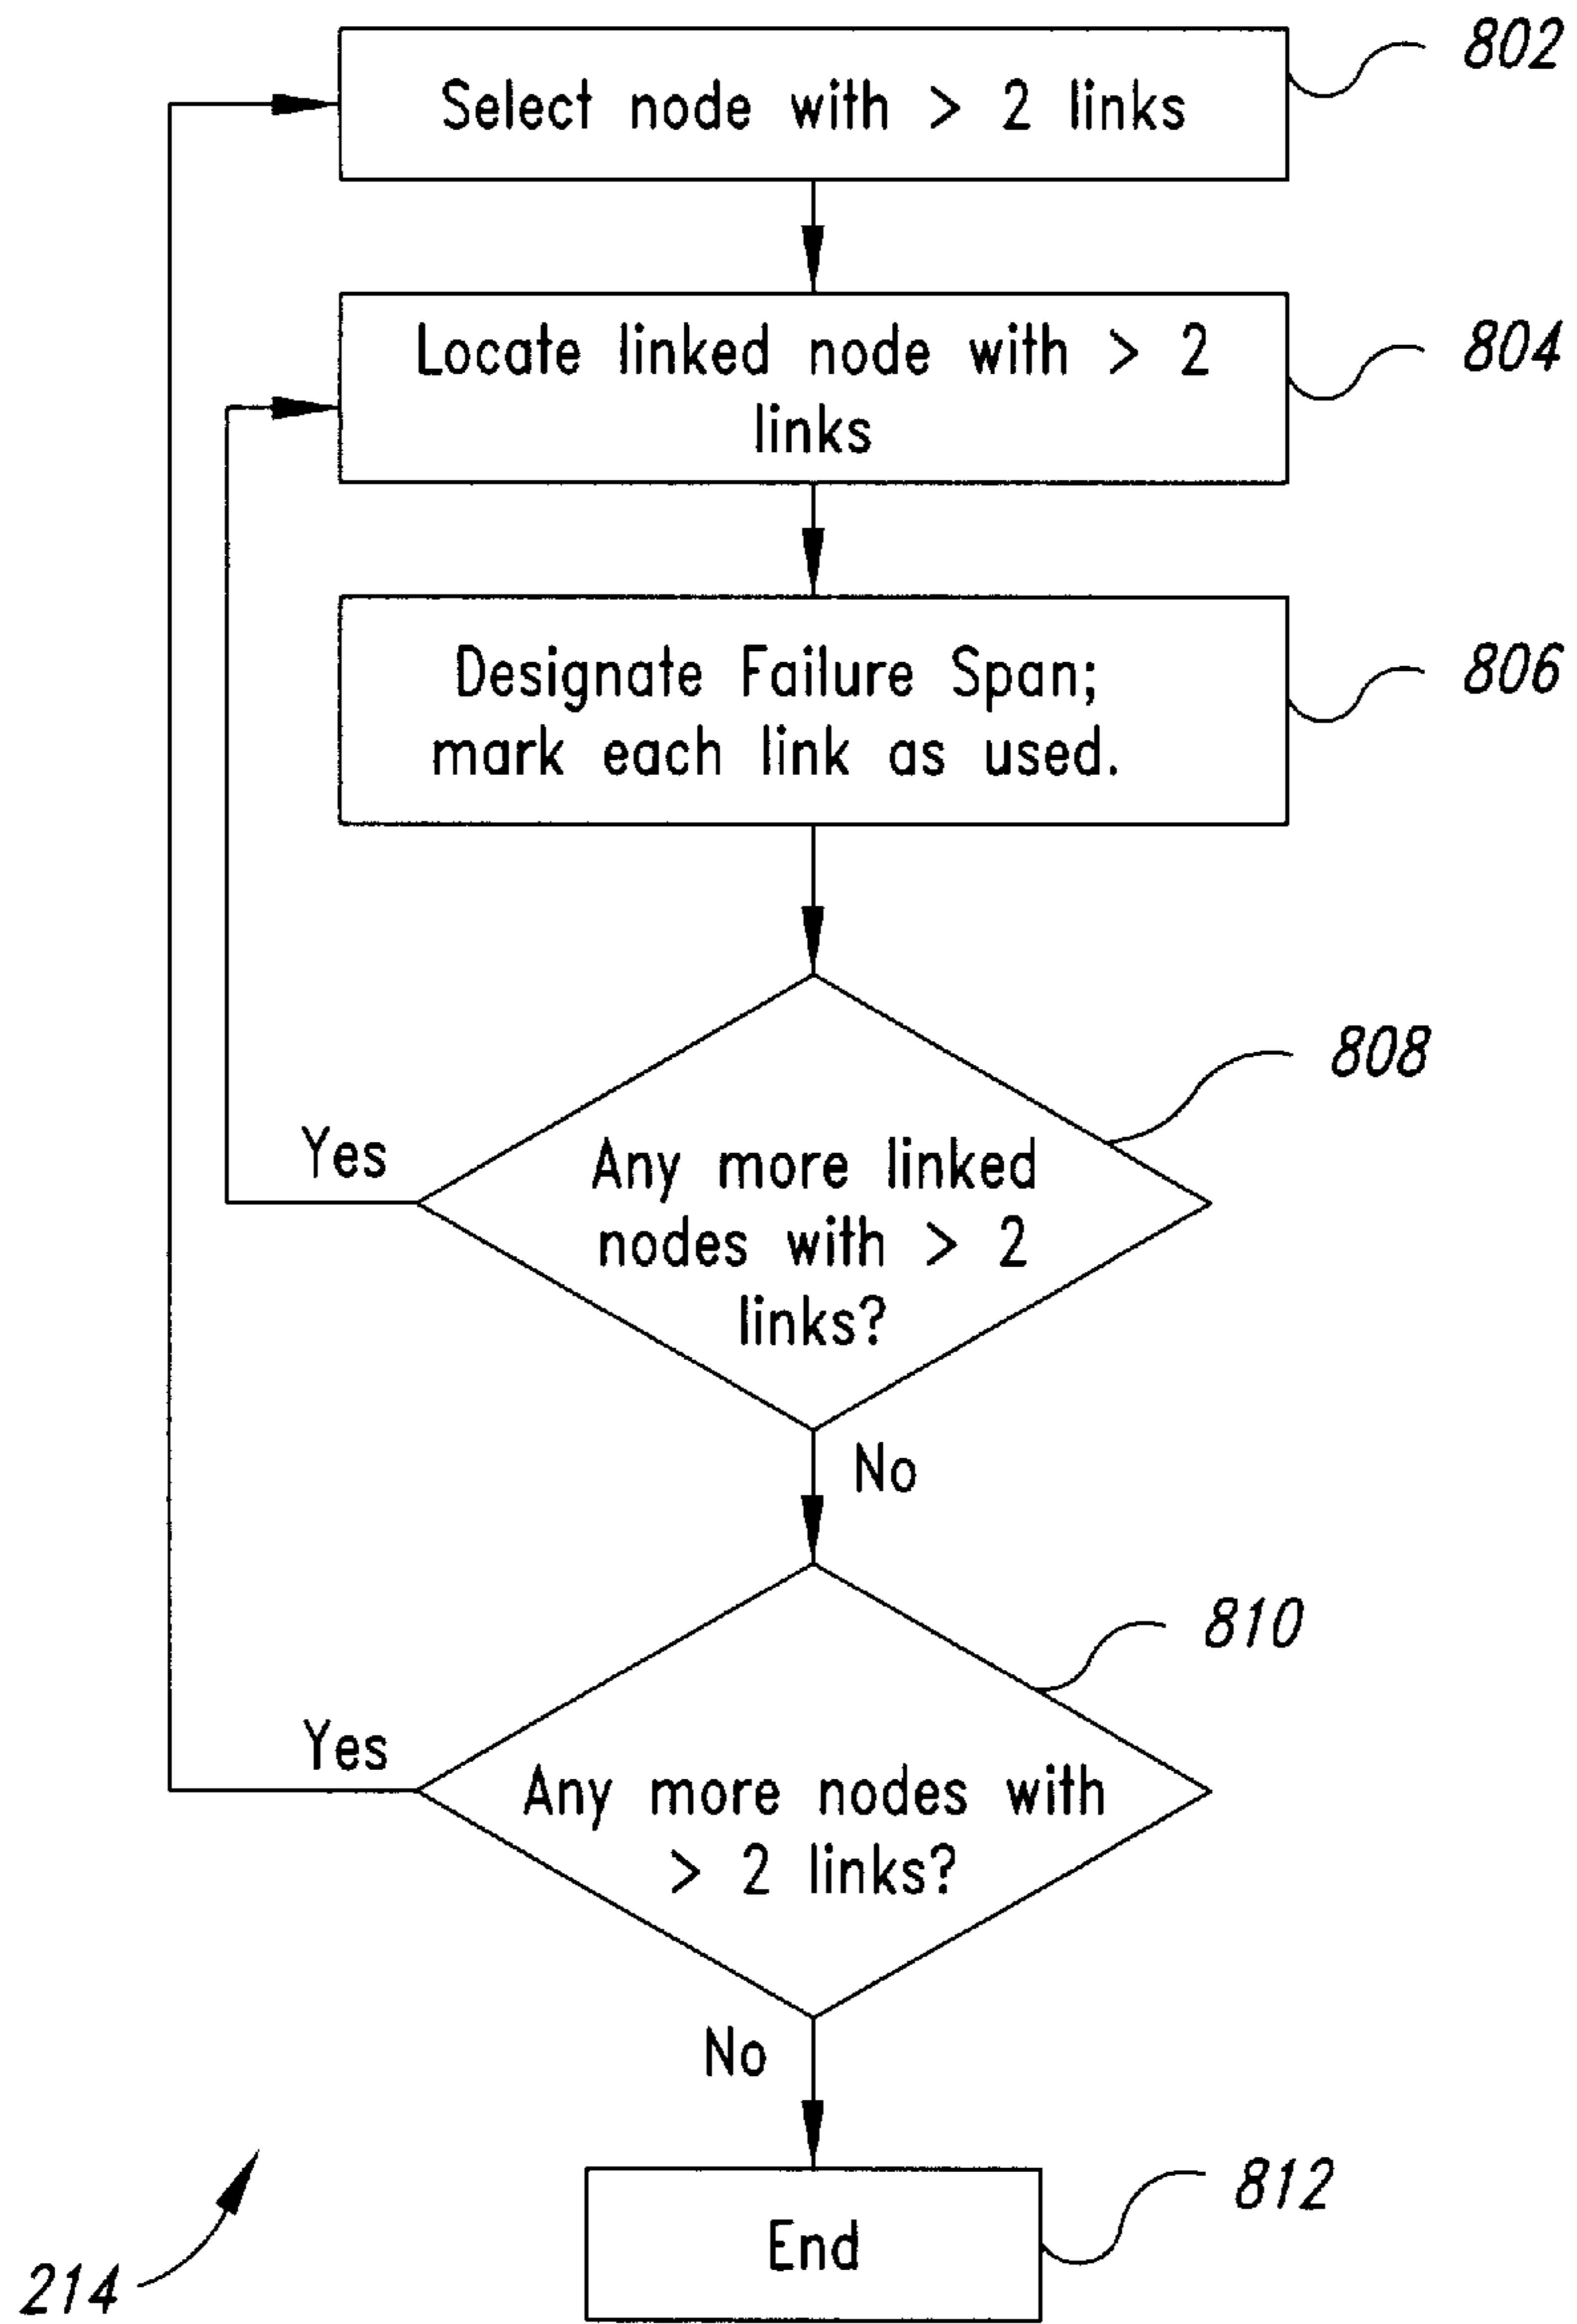 802
Select node with > 2 links
804
Locate linked node with > 2
links
806
Designate Failure Span;
mark each link as used.
808
Yes
Any more linked
nodes with > 2
links?
No
810
Yes
Any more nodes with
> 2 links?
No
812
End
214